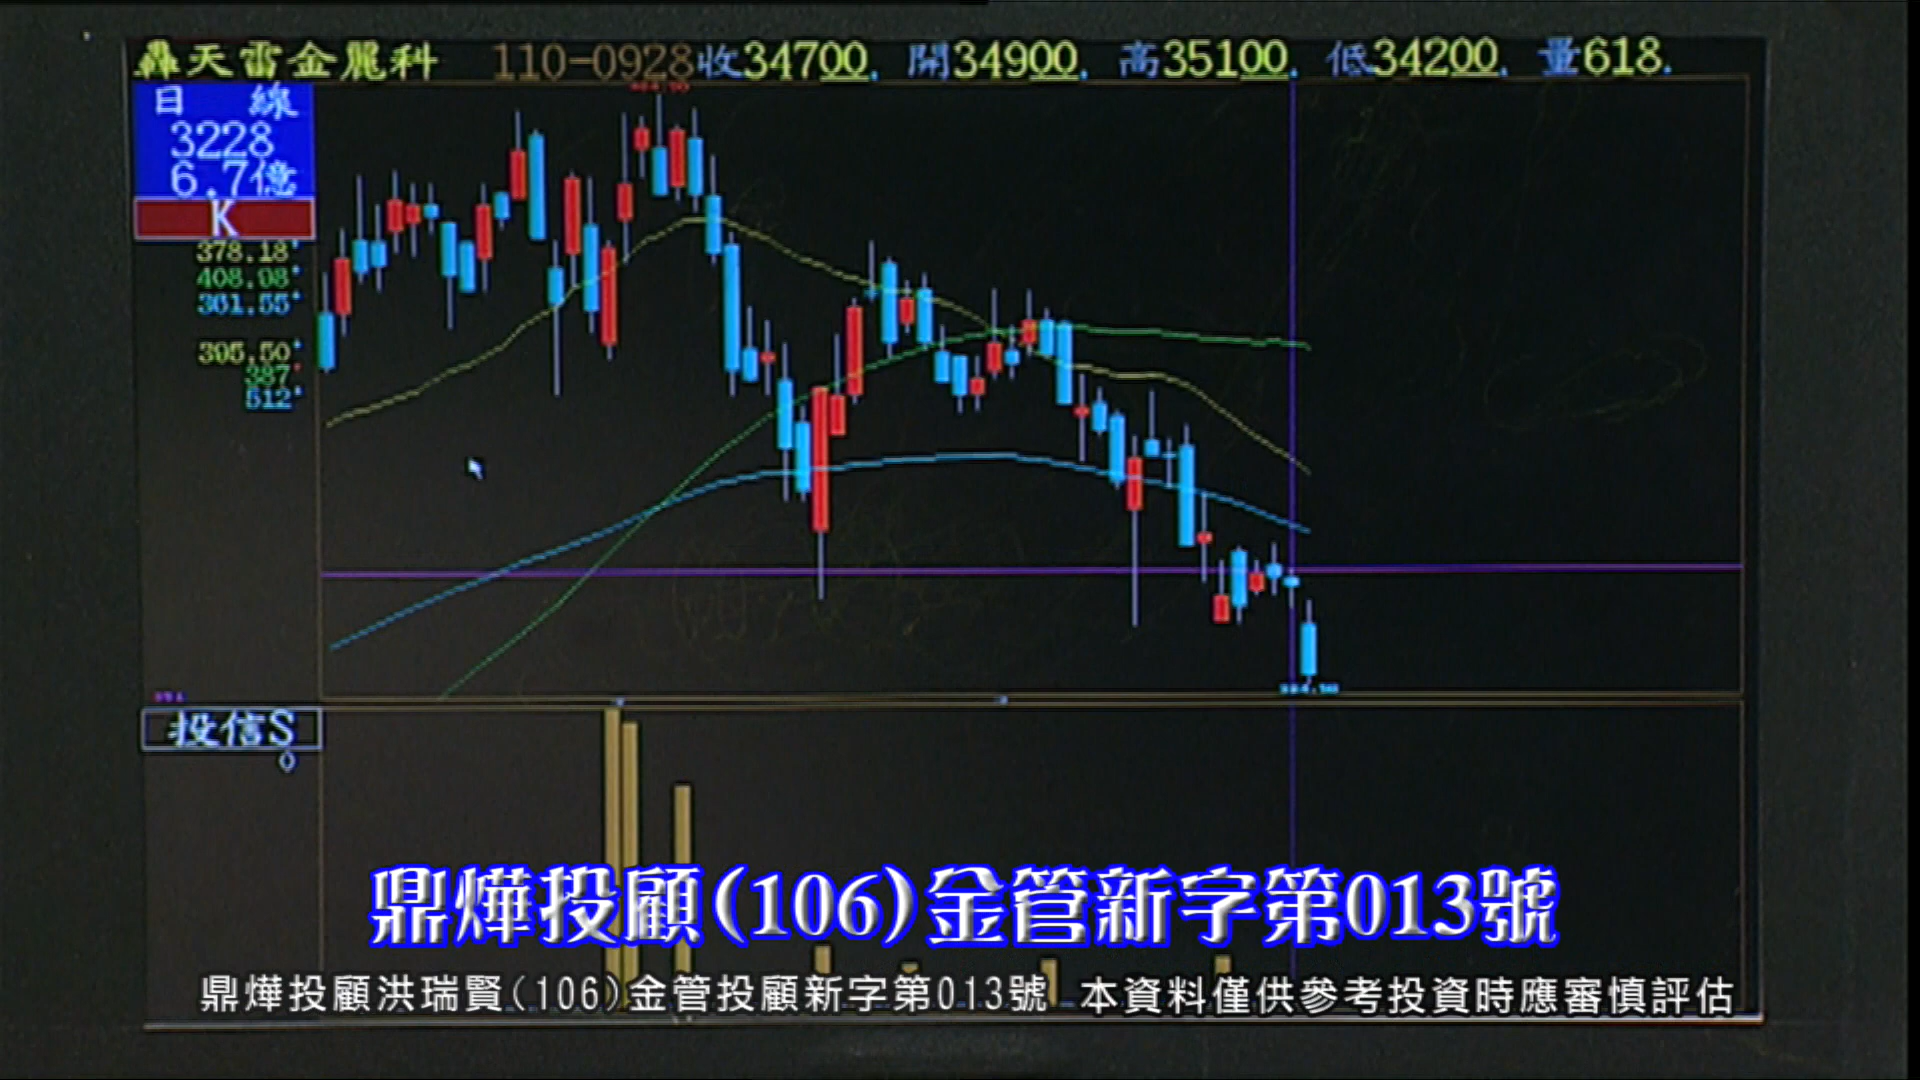 轟天雷金麗科 110-0928收34700. 開34900. 高35100. 低34200. 量618.
日 線
3228
6.7億
K
378.18
408.08
361.55
395.50
387
512
投信S
0
鼎燁投顧(106)金管新字第013號
鼎燁投顧洪瑞賢(106)金管投顧新字第013號 本資料僅供參考投資時應審慎評估